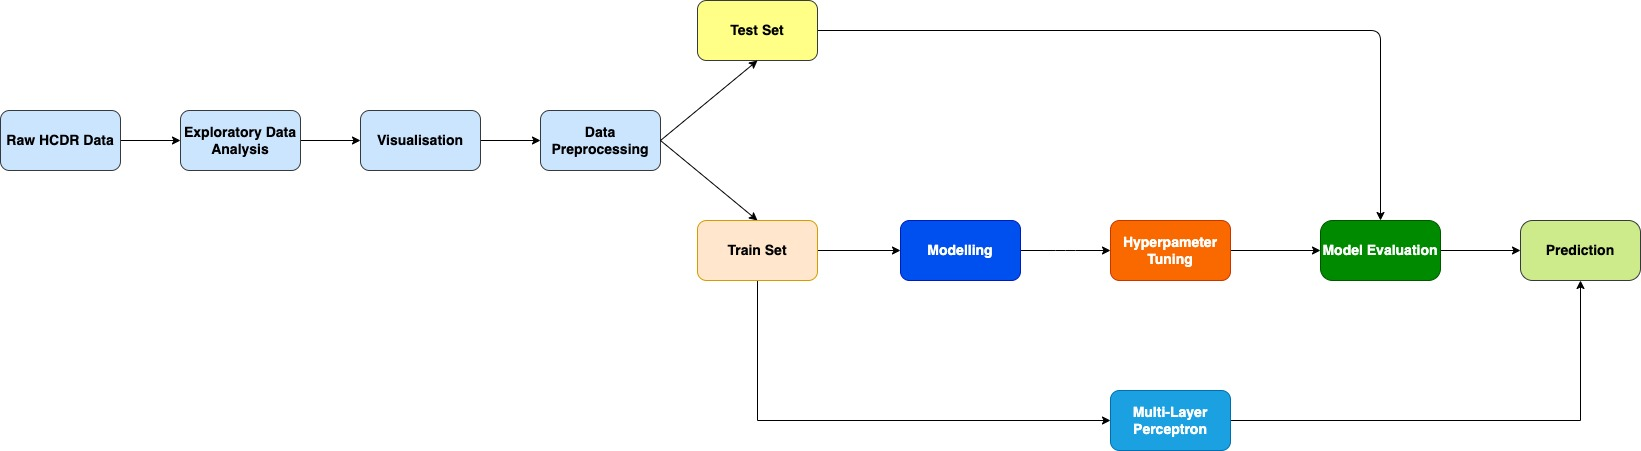 Test Set
Raw HCDR Data
Exploratory Data
Analysis
Visualisation
Data
Preprocessing
Train Set
Modelling
Hyperpameter
Tuning
Model Evaluation
Prediction
Multi-Layer
Perceptron